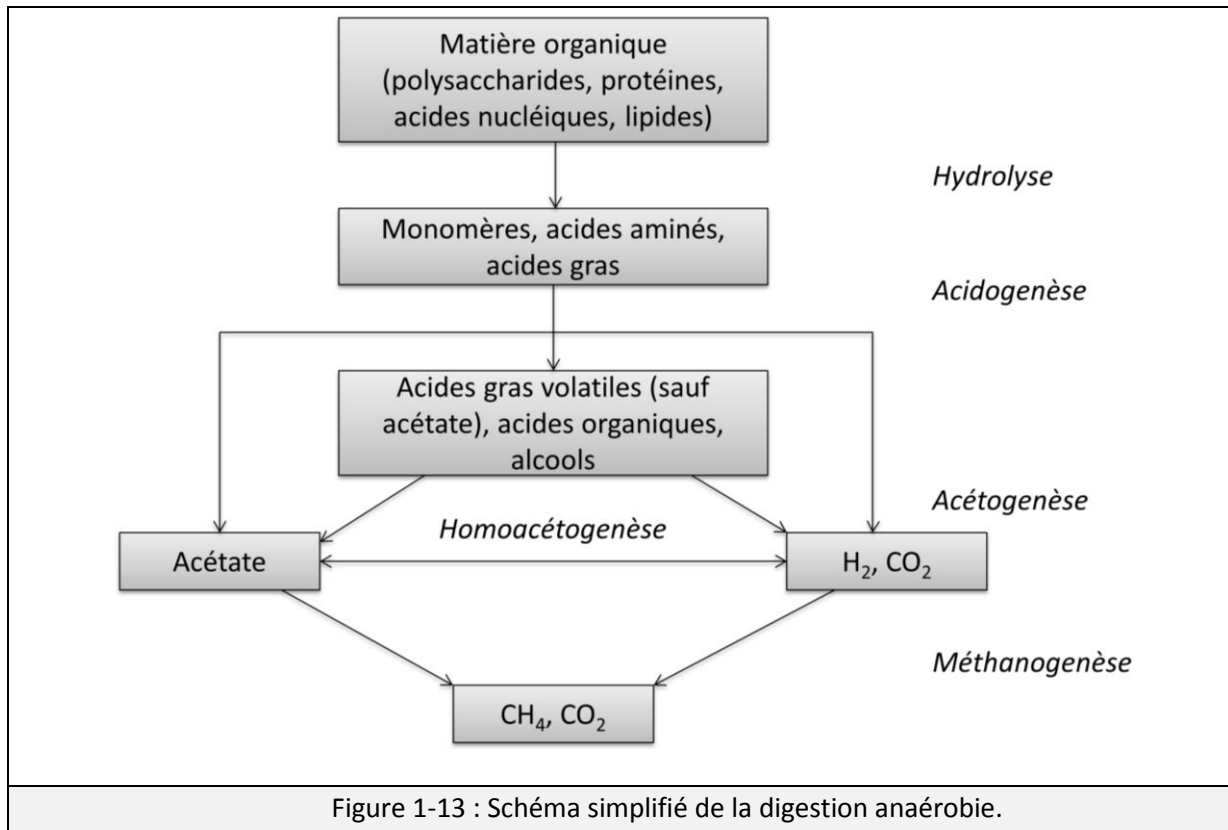 Matière organique
(polysaccharides, protéines,
acides nucléiques, lipides)
Hydrolyse
Monomères, acides aminés,
acides gras
Acidogenèse
Acides gras volatiles (sauf
acétate), acides organiques,
alcools
Acétogenèse
Homoacétogenèse
Acétate
H₂, CO₂
Méthanogenèse
CH₄, CO₂
Figure 1-13 : Schéma simplifié de la digestion anaérobie.